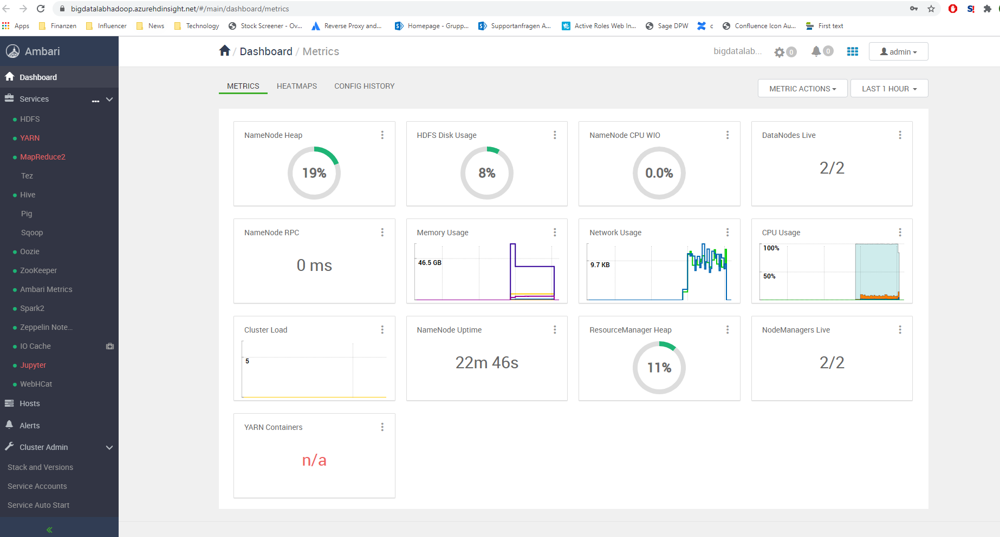 bigdatalabhadoop.azurehdinsight.net/#/main/dashboard/metrics
Apps Finanzen Influencer News Technology Stock Screener - Ov... Reverse Proxy and... Homepage - Grupp... Supportanfragen A... Active Roles Web In... Sage DPW c Confluence Icon Au... First text
Ambari
Dashboard
Services ...
HDFS
YARN
MapReduce2
Tez
Hive
Pig
Sqoop
Oozie
ZooKeeper
Ambari Metrics
Spark2
Zeppelin Note...
IO Cache
Jupyter
WebHCat
Hosts
Alerts
Cluster Admin
Stack and Versions
Service Accounts
Service Auto Start
Dashboard / Metrics
bigdatalab... 0 0 admin
METRICS HEATMAPS CONFIG HISTORY
METRIC ACTIONS LAST 1 HOUR
NameNode Heap
19%
HDFS Disk Usage
8%
NameNode CPU WIO
0.0%
DataNodes Live
2/2
NameNode RPC
0 ms
Memory Usage
46.5 GB
Network Usage
9.7 KB
CPU Usage
100%
50%
Cluster Load
5
NameNode Uptime
22m 46s
ResourceManager Heap
11%
NodeManagers Live
2/2
YARN Containers
n/a